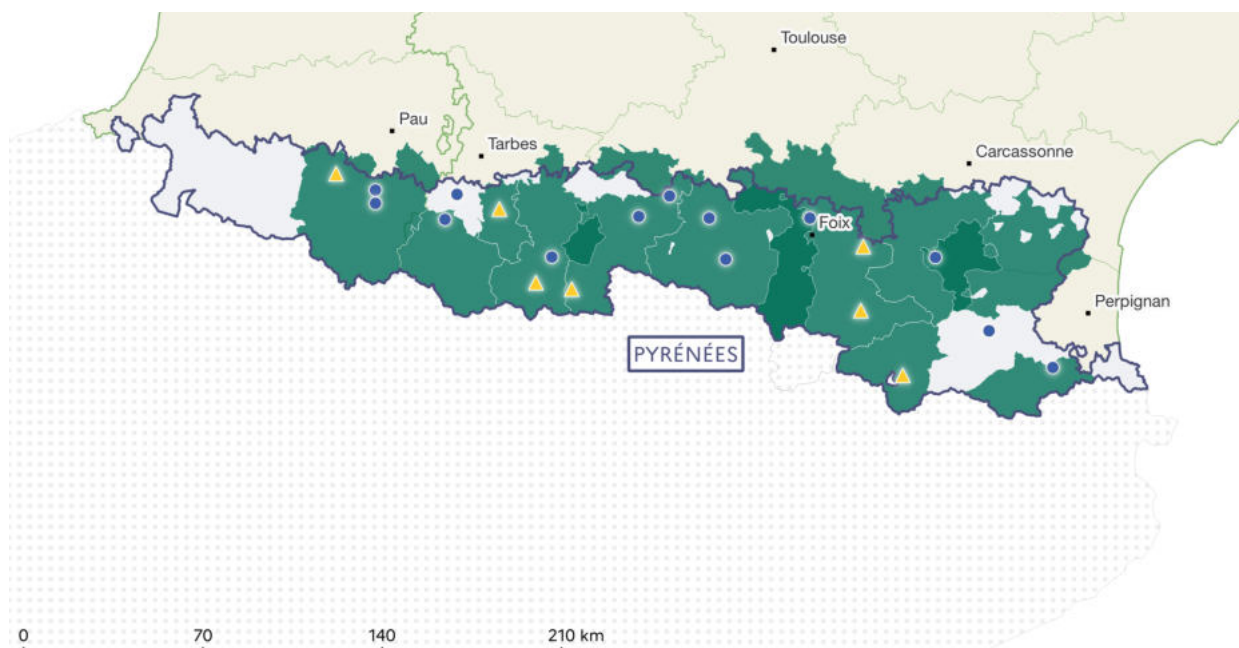 Toulouse
Pau
Tarbes
Carcassonne
Foix
Perpignan
PYRÉNÉES
0 70 140 210 km